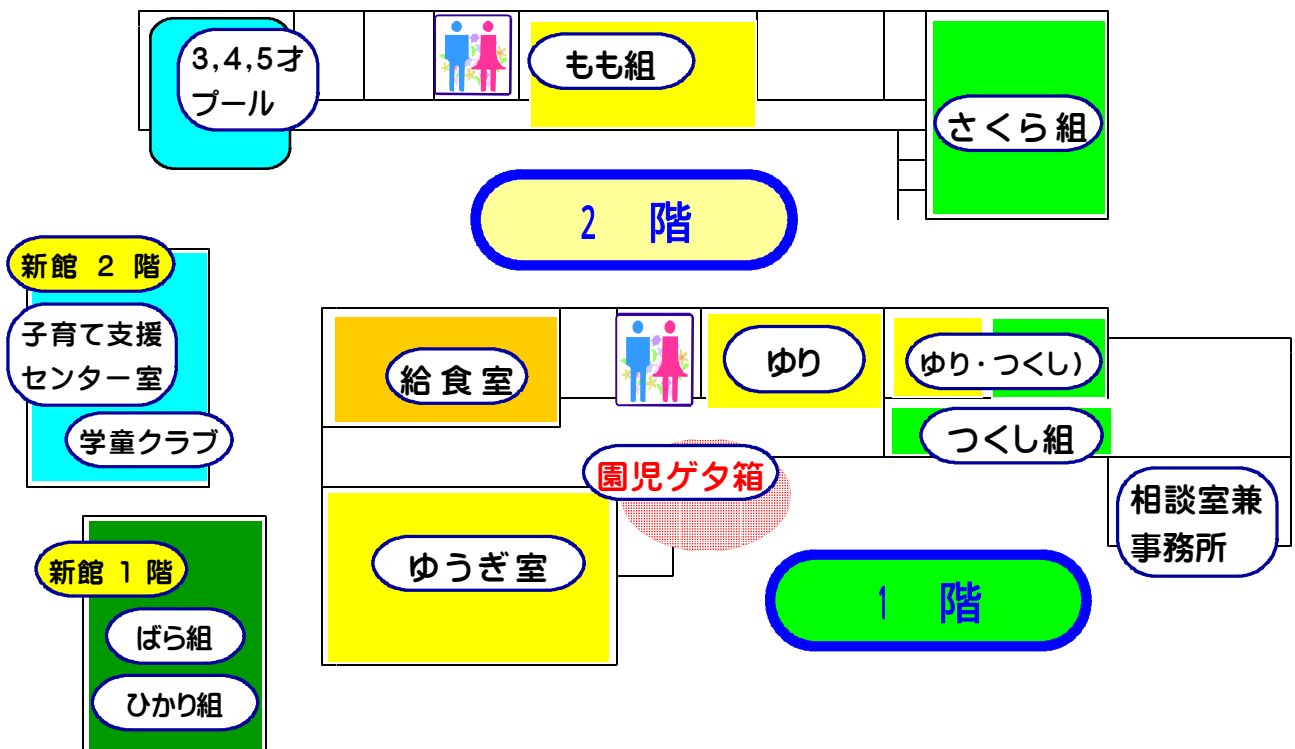 3,4,5才
プール
もも組
さくら組
2 階
新館 2 階
子育て支援
センター室
学童クラブ
給食室
ゆり
ゆり・つくし)
つくし組
園児ゲタ箱
相談室兼
事務所
ゆうぎ室
1 階
新館 1 階
ばら組
ひかり組